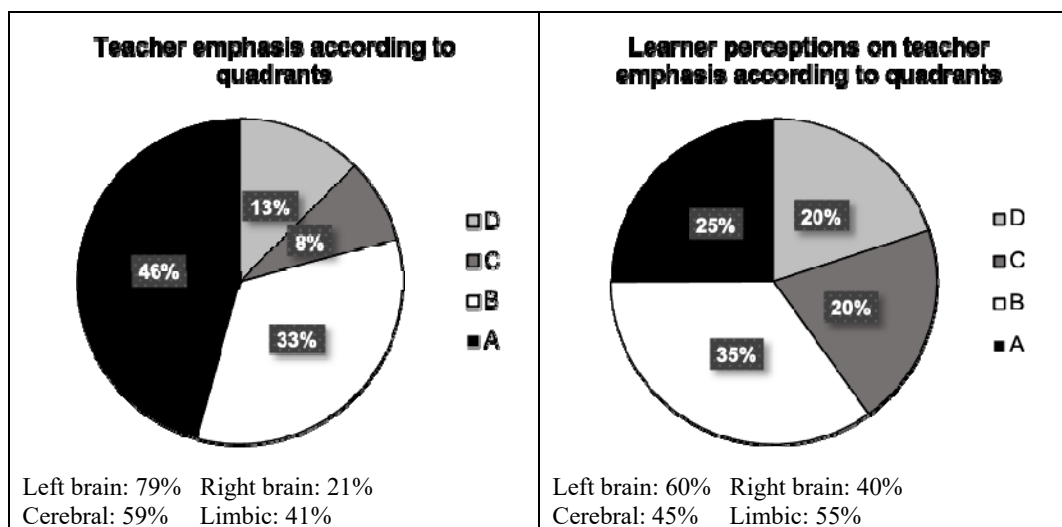 Teacher emphasis according to
quadrants
13%
8%
46%
33%
D
C
B
A
Left brain: 79% Right brain: 21%
Cerebral: 59% Limbic: 41%
Learner perceptions on teacher
emphasis according to quadrants
20%
25%
20%
35%
D
C
B
A
Left brain: 60% Right brain: 40%
Cerebral: 45% Limbic: 55%